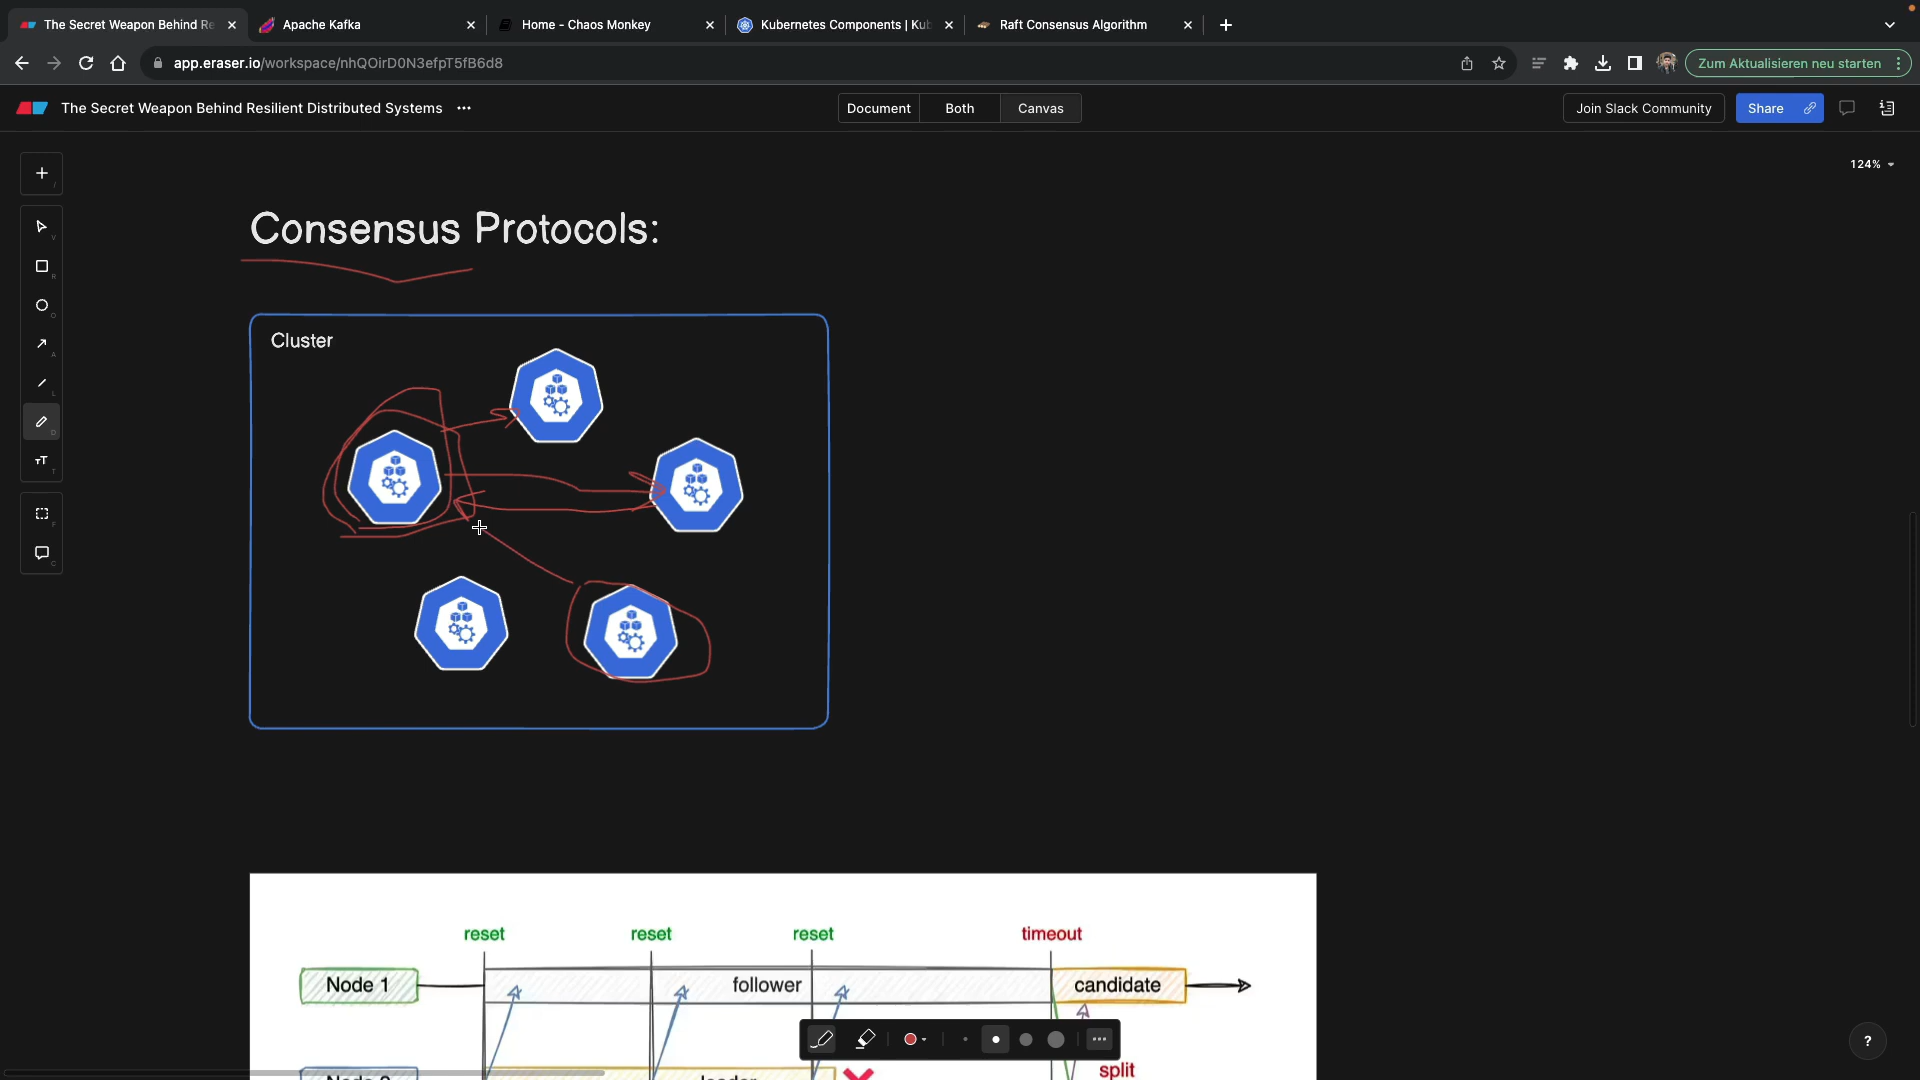 The Secret Weapon Behind Re
Apache Kafka
Home - Chaos Monkey
Kubernetes Components | Kub
Raft Consensus Algorithm
app.eraser.io/workspace/nhQOirD0N3efpT5fB6d8
Zum Aktualisieren neu starten
The Secret Weapon Behind Resilient Distributed Systems
Document
Both
Canvas
Join Slack Community
Share
124%
Consensus Protocols:
Cluster
reset
reset
reset
timeout
Node 1
follower
candidate
split
?